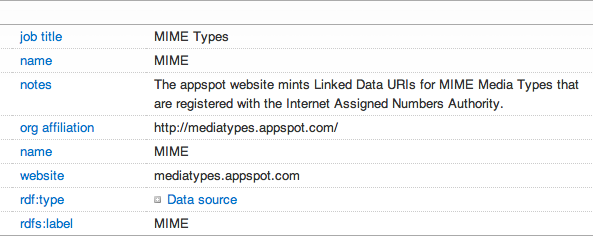 job title MIME Types
name MIME
notes The appspot website mints Linked Data URIs for MIME Media Types that
are registered with the Internet Assigned Numbers Authority.
org affiliation http://mediatypes.appspot.com/
name MIME
website mediatypes.appspot.com
rdf:type Data source
rdfs:label MIME